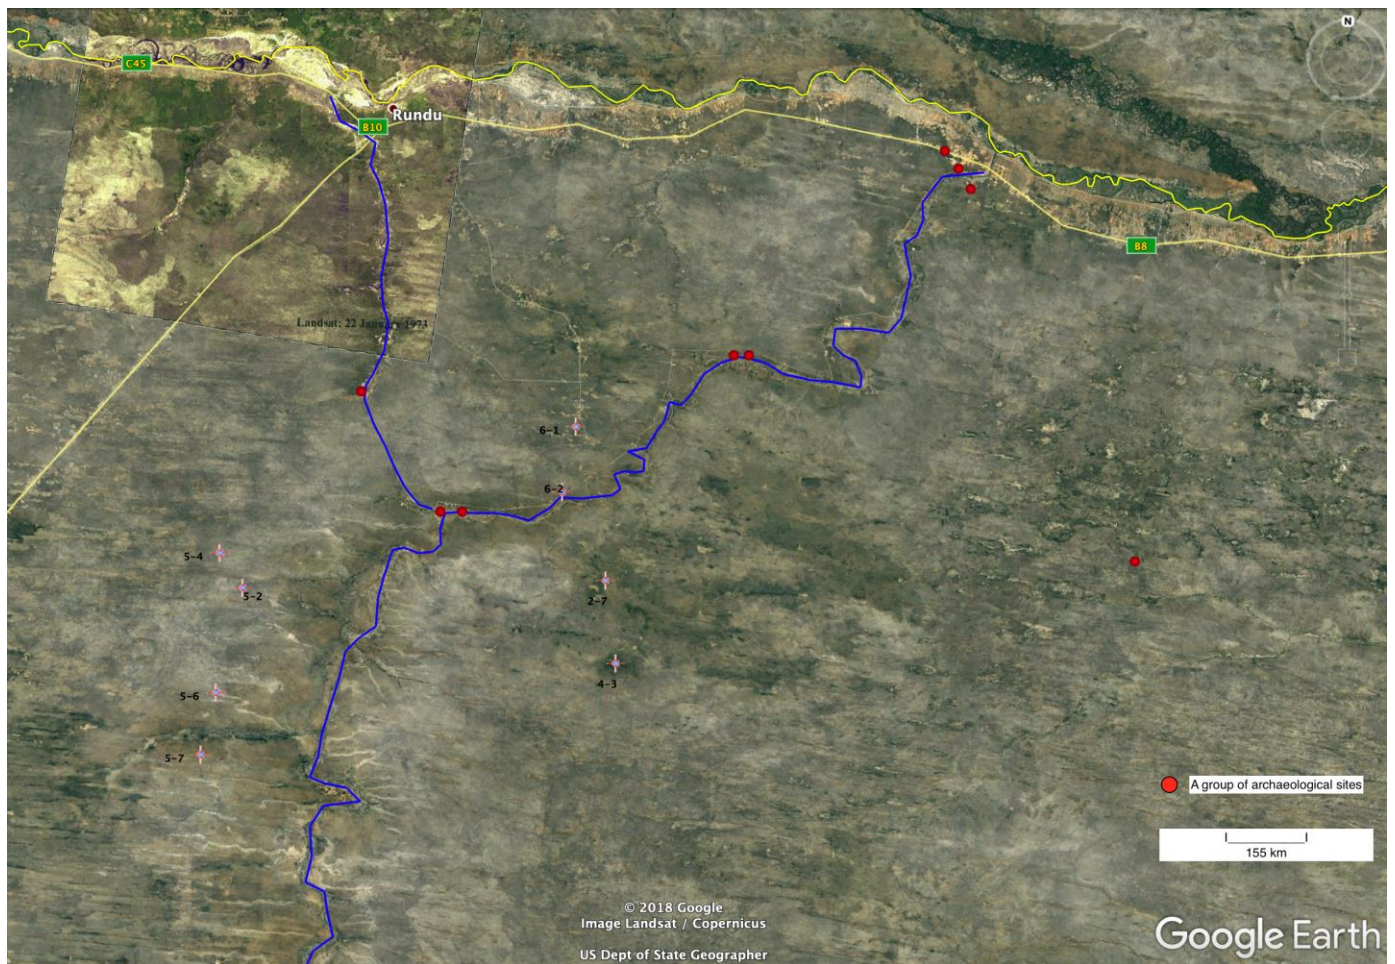 N
C45
Rundu
B10
B8
Landsat: 22 January 1973
6-1
6-2
5-4
5-2
2-7
4-3
5-6
5-7
A group of archaeological sites
155 km
© 2018 Google
Image Landsat / Copernicus
US Dept of State Geographer
Google Earth